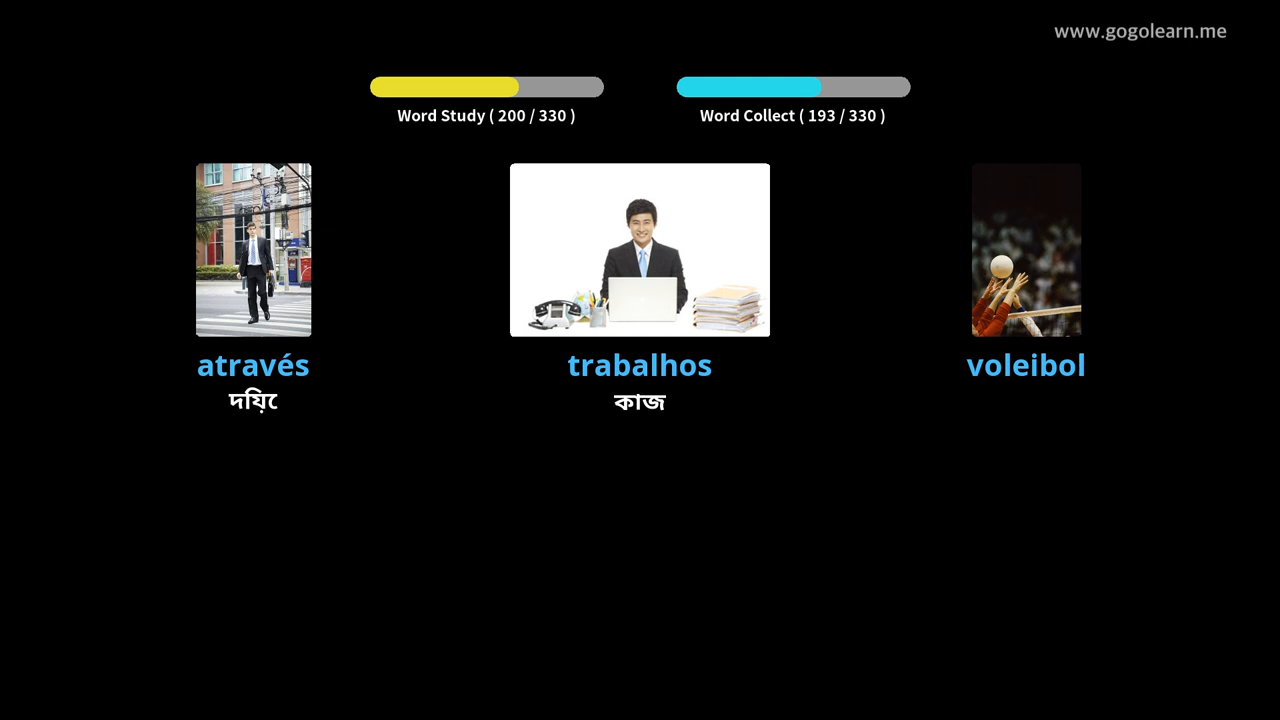 www.gogolearn.me
Word Study ( 200 / 330 )
Word Collect ( 193 / 330 )
através
trabalhos
voleibol
দিয়ে
কাজ